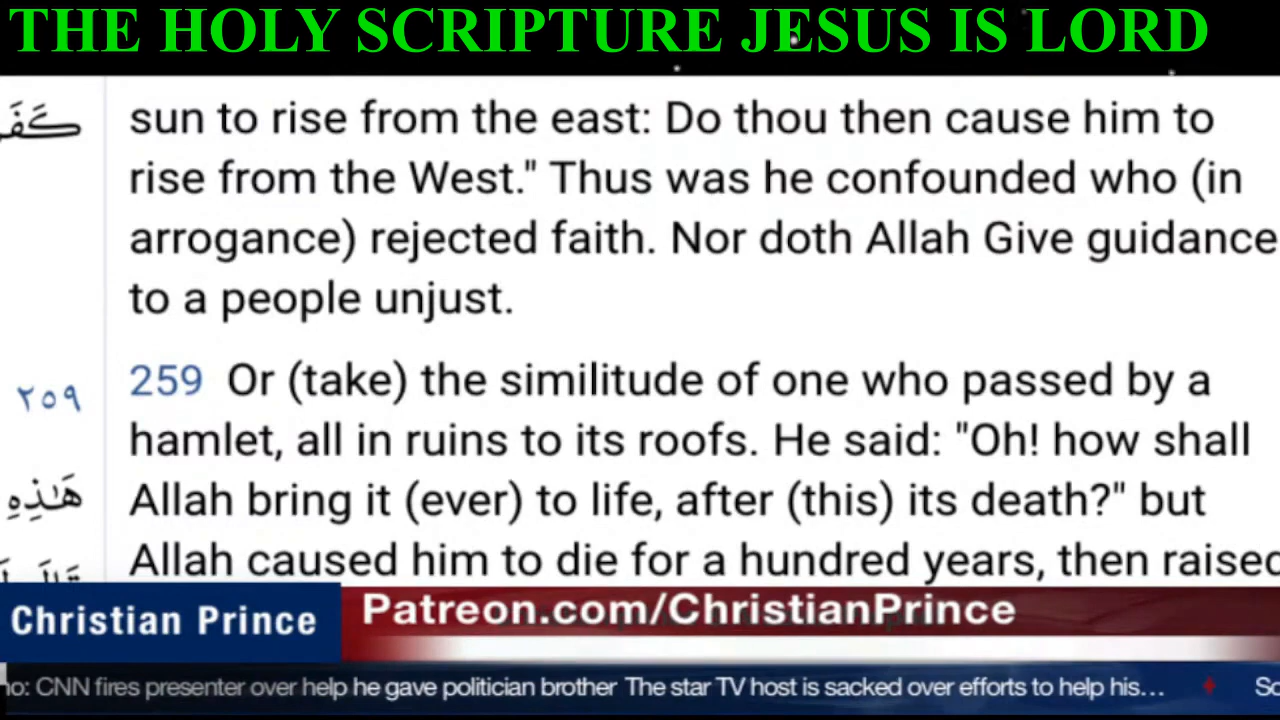 THE HOLY SCRIPTURE JESUS IS LORD
sun to rise from the east: Do thou then cause him to
rise from the West." Thus was he confounded who (in
arrogance) rejected faith. Nor doth Allah Give guidance
to a people unjust.
259 Or (take) the similitude of one who passed by a
٢٥٩
hamlet, all in ruins to its roofs. He said: "Oh! how shall
هَـٰذِهِ
Allah bring it (ever) to life, after (this) its death?" but
Allah caused him to die for a hundred years, then raised
Christian Prince
Patreon.com/ChristianPrince
CNN fires presenter over help he gave politician brother The star TV host is sacked over efforts to help his...